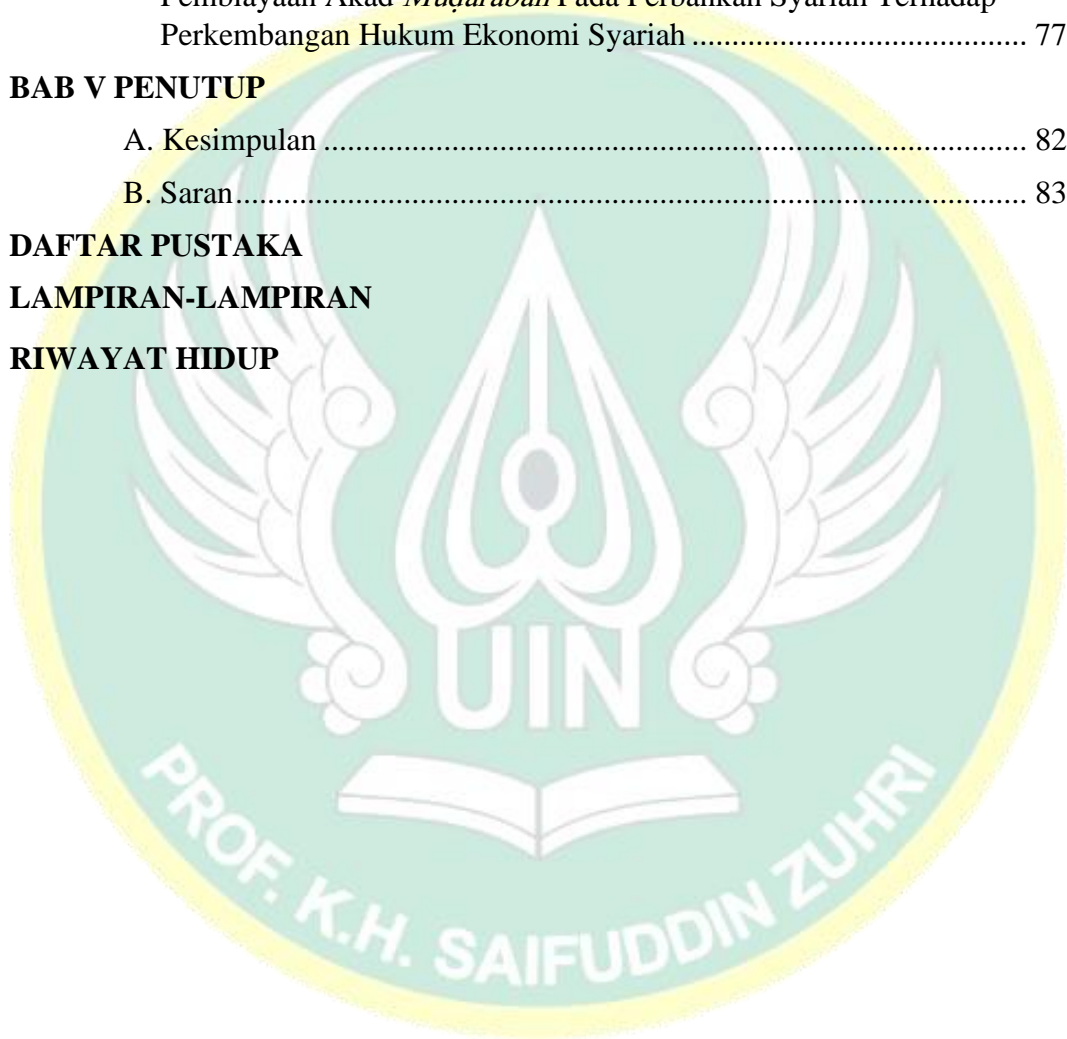 Pembiayaan Akad Muḍārabah Pada Perbankan Syariah Terhadap
Perkembangan Hukum Ekonomi Syariah ...................................... 77
BAB V PENUTUP
A. Kesimpulan ................................................................................ 82
B. Saran.......................................................................................... 83
DAFTAR PUSTAKA
LAMPIRAN-LAMPIRAN
RIWAYAT HIDUP
UIN
PROF. K.H. SAIFUDDIN ZUHRI